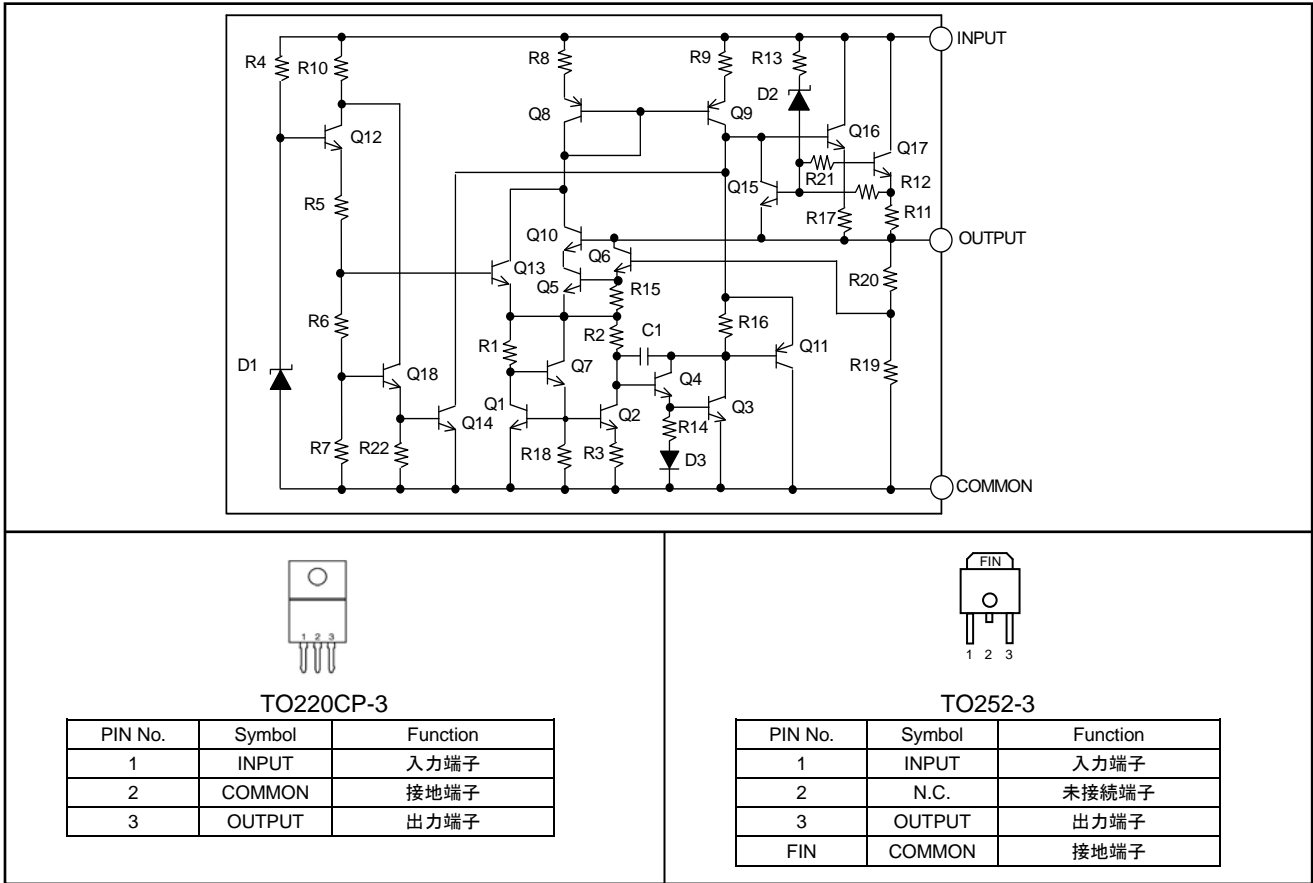 INPUT
R4
R10
R8
R9
R13
D2
Q8
Q9
Q12
Q16
Q17
R21
R12
Q15
R5
R17
R11
Q10
OUTPUT
Q6
Q13
Q5
R15
R20
R6
R2
C1
R16
R1
Q11
D1
Q7
R19
Q18
Q4
Q1
Q2
Q3
Q14
R14
R7
R22
R18
R3
D3
COMMON
1 2 3
TO220CP-3
PIN No. Symbol Function
1 INPUT 入力端子
2 COMMON 接地端子
3 OUTPUT 出力端子
FIN
1 2 3
TO252-3
PIN No. Symbol Function
1 INPUT 入力端子
2 N.C. 未接続端子
3 OUTPUT 出力端子
FIN COMMON 接地端子